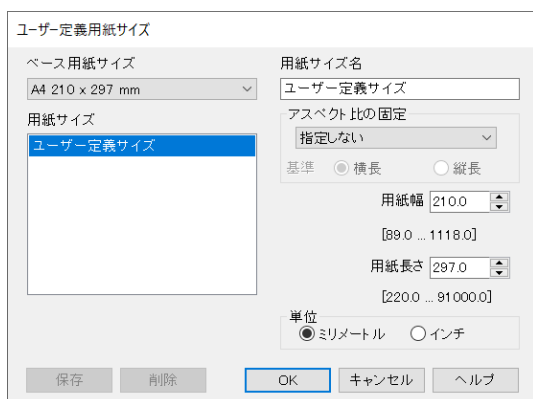 ユーザー定義用紙サイズ
ベース用紙サイズ
A4 210 x 297 mm
用紙サイズ
ユーザー定義サイズ
用紙サイズ名
ユーザー定義サイズ
アスペクト比の固定
指定しない
基準 横長 縦長
用紙幅 210.0
[89.0 ... 1118.0]
用紙長さ 297.0
[220.0 ... 91000.0]
単位
ミリメートル インチ
保存 削除 OK キャンセル ヘルプ